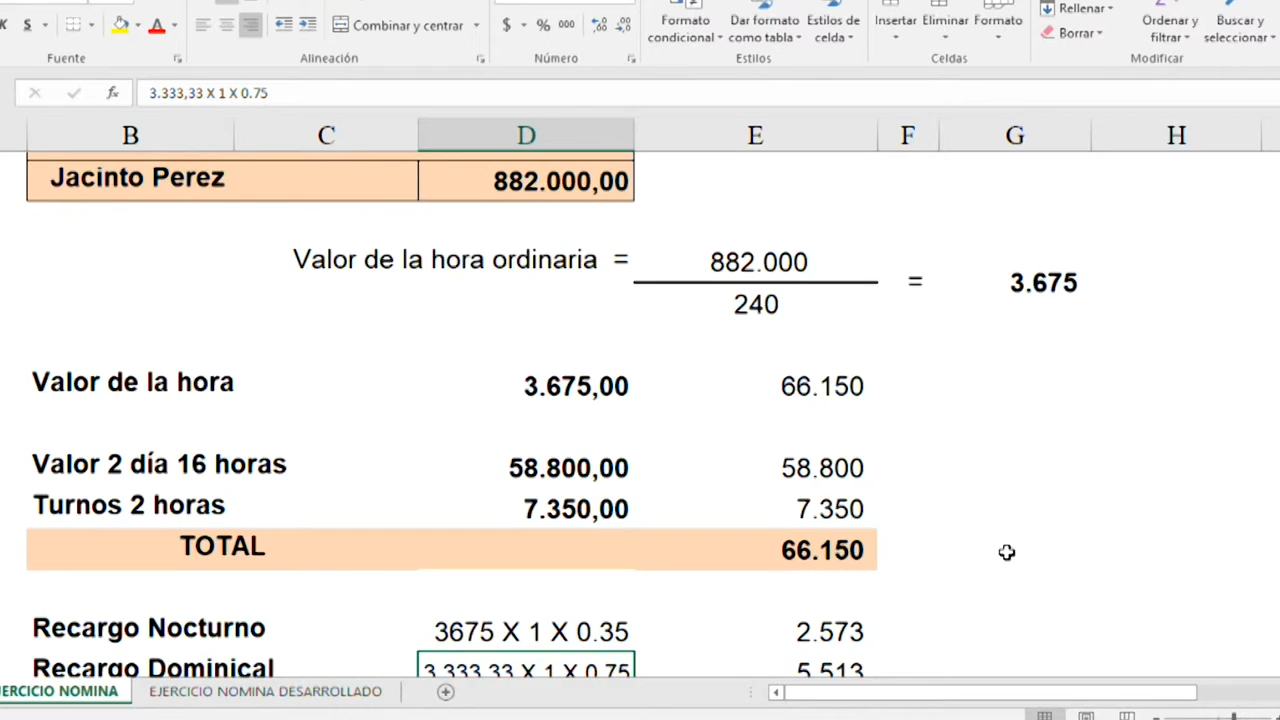 K S
Combinar y centrar
$ % 000
Formato
condicional
Dar formato
como tabla
Estilos de
celda
Insertar Eliminar Formato
Rellenar
Borrar
Ordenar y
filtrar
Buscar y
seleccionar
Fuente Alineación Número Estilos Celdas Modificar
fx 3.333,33 X 1 X 0.75
B C D E F G H
Jacinto Perez 882.000,00
Valor de la hora ordinaria = 882.000
= 3.675
240
Valor de la hora 3.675,00 66.150
Valor 2 día 16 horas 58.800,00 58.800
Turnos 2 horas 7.350,00 7.350
TOTAL 66.150
Recargo Nocturno 3675 X 1 X 0.35 2.573
Recargo Dominical 3.333,33 X 1 X 0.75 5.513
JERCICIO NOMINA EJERCICIO NOMINA DESARROLLADO